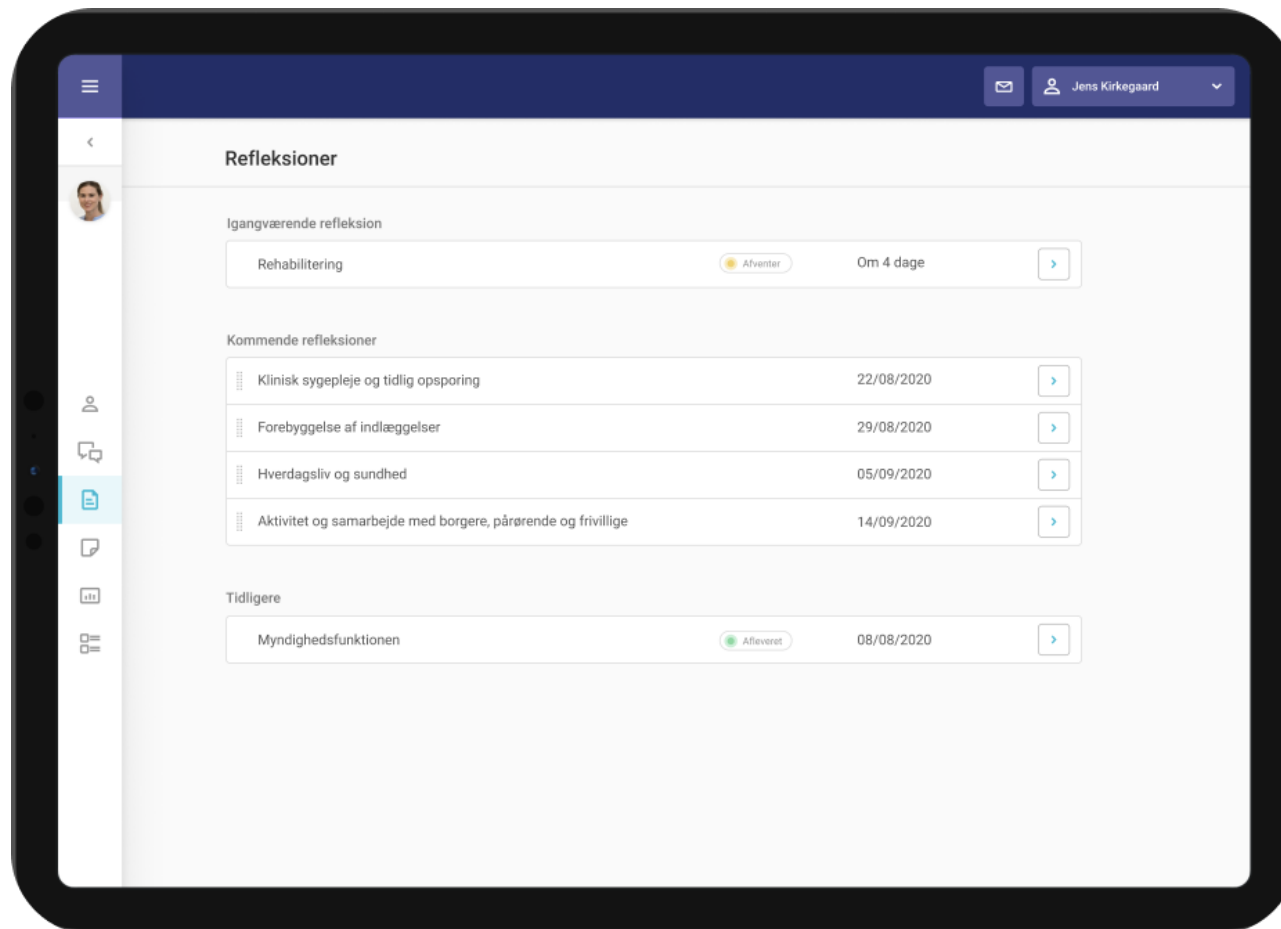 Jens Kirkegaard
Refleksioner
Igangværende refleksion
Rehabilitering Afventer Om 4 dage
Kommende refleksioner
Klinisk sygepleje og tidlig opsporing 22/08/2020
Forebyggelse af indlæggelser 29/08/2020
Hverdagsliv og sundhed 05/09/2020
Aktivitet og samarbejde med borgere, pårørende og frivillige 14/09/2020
Tidligere
Myndighedsfunktionen Afleveret 08/08/2020